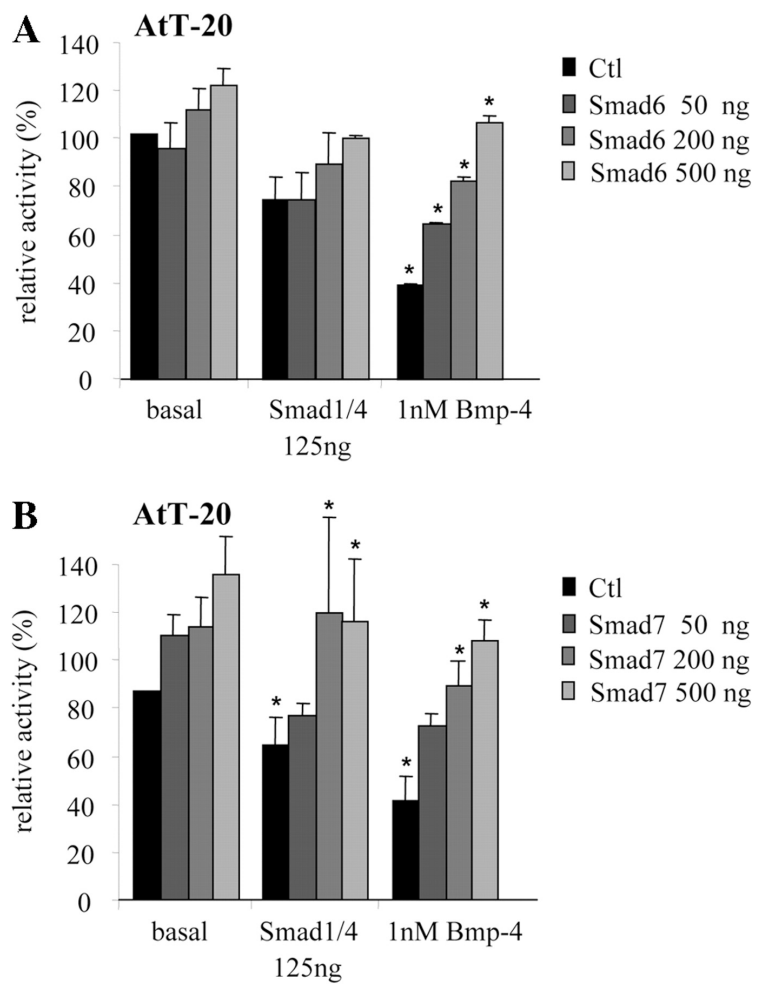 A
AtT-20
relative activity (%)
140
120
100
80
60
40
20
0
* * * *
basal
Smad1/4
125ng
1nM Bmp-4
Ctl
Smad6 50 ng
Smad6 200 ng
Smad6 500 ng
B
AtT-20
relative activity (%)
140
120
100
80
60
40
20
0
* * * * * *
basal
Smad1/4
125ng
1nM Bmp-4
Ctl
Smad7 50 ng
Smad7 200 ng
Smad7 500 ng